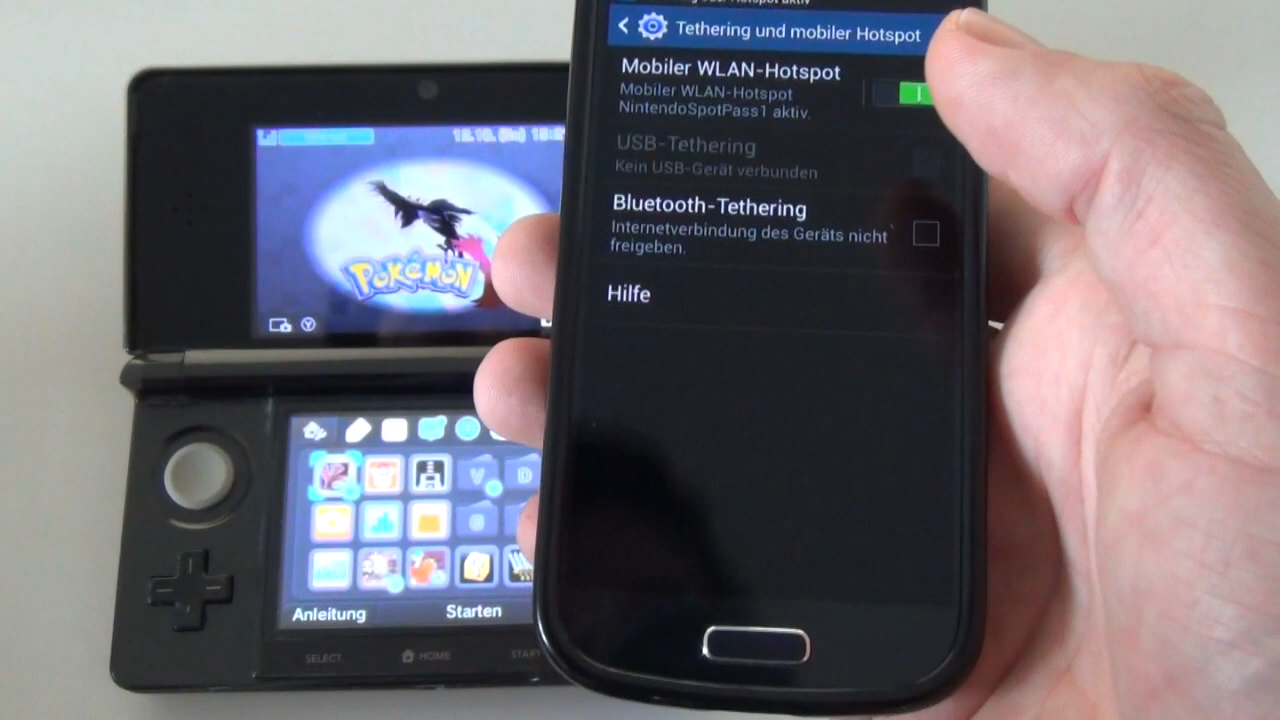 Tethering und mobiler Hotspot
Mobiler WLAN-Hotspot
Mobiler WLAN-Hotspot
NintendoSpotPass1 aktiv.
USB-Tethering
Kein USB-Gerät verbunden
Bluetooth-Tethering
Internetverbindung des Geräts nicht
freigeben.
Hilfe
POKéMON
Y
V
D
Anleitung
Starten
SELECT
HOME
START